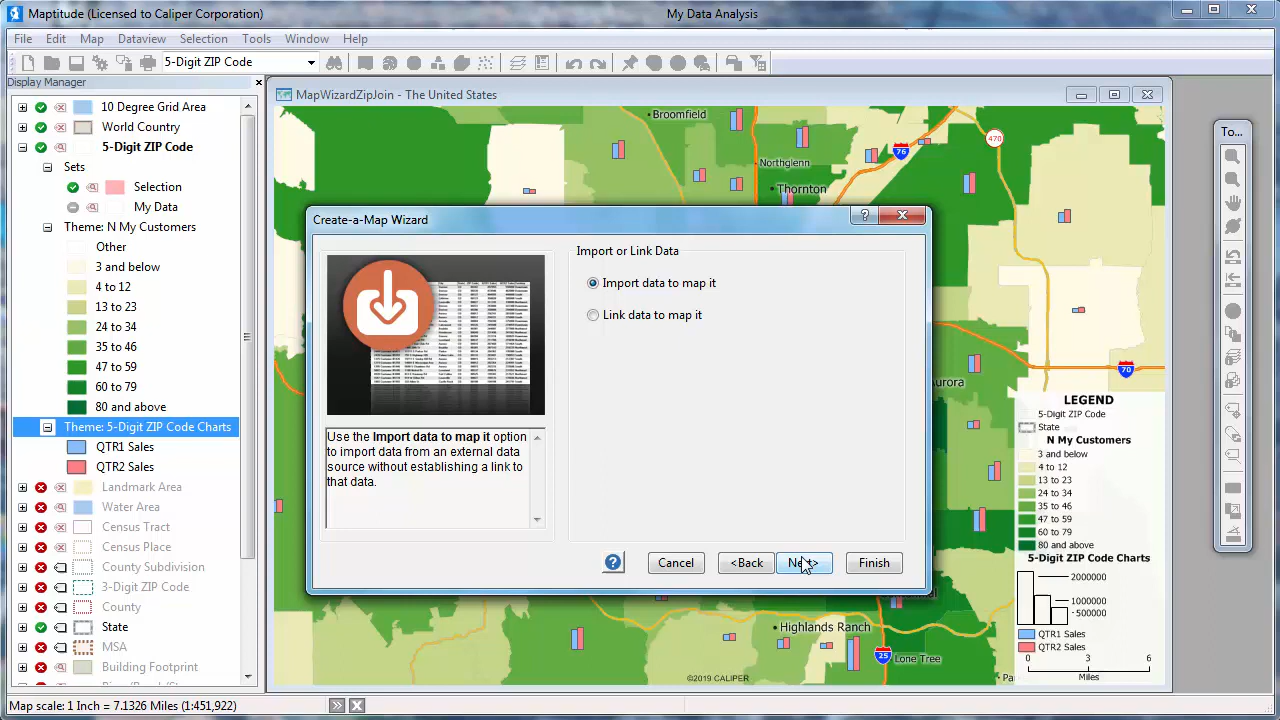 Maptitude (Licensed to Caliper Corporation)
My Data Analysis
File Edit Map Dataview Selection Tools Window Help
5-Digit ZIP Code
Display Manager
10 Degree Grid Area
World Country
5-Digit ZIP Code
Sets
Selection
My Data
Theme: N My Customers
Other
3 and below
4 to 12
13 to 23
24 to 34
35 to 46
47 to 59
60 to 79
80 and above
Theme: 5-Digit ZIP Code Charts
QTR1 Sales
QTR2 Sales
Landmark Area
Water Area
Census Tract
Census Place
County Subdivision
3-Digit ZIP Code
County
State
MSA
Building Footprint
Map scale: 1 Inch = 7.1326 Miles (1:451,922)
MapWizardZipJoin - The United States
Broomfield
Northglenn
Thornton
76
470
70
Aurora
Highlands Ranch
25
Lone Tree
©2019 CALIPER
Create-a-Map Wizard
Import or Link Data
Import data to map it
Link data to map it
Use the Import data to map it option
to import data from an external data
source without establishing a link to
that data.
Cancel
<Back
Finish
LEGEND
5-Digit ZIP Code
State
N My Customers
3 and below
4 to 12
13 to 23
24 to 34
35 to 46
47 to 59
60 to 79
80 and above
5-Digit ZIP Code Charts
2000000
1000000
500000
QTR1 Sales
QTR2 Sales
0 3 6
Miles
To...